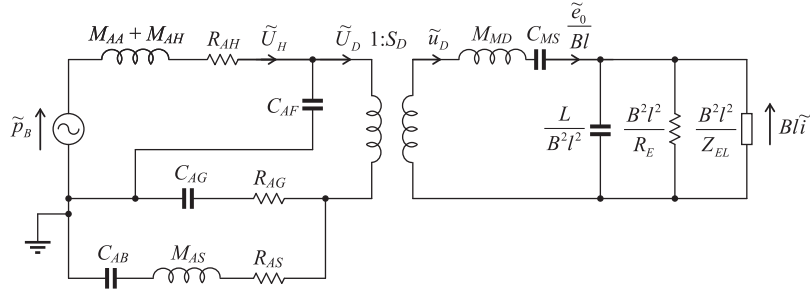 M_AA + M_AH
R_AH
Ũ_H
Ũ_D
1:S_D
ũ_D
M_MD
C_MS
ẽ_0
Bl
p̃_B
C_AF
L
B²l²
B²l²
R_E
B²l²
Z_EL
Blĩ
C_AG
R_AG
C_AB
M_AS
R_AS